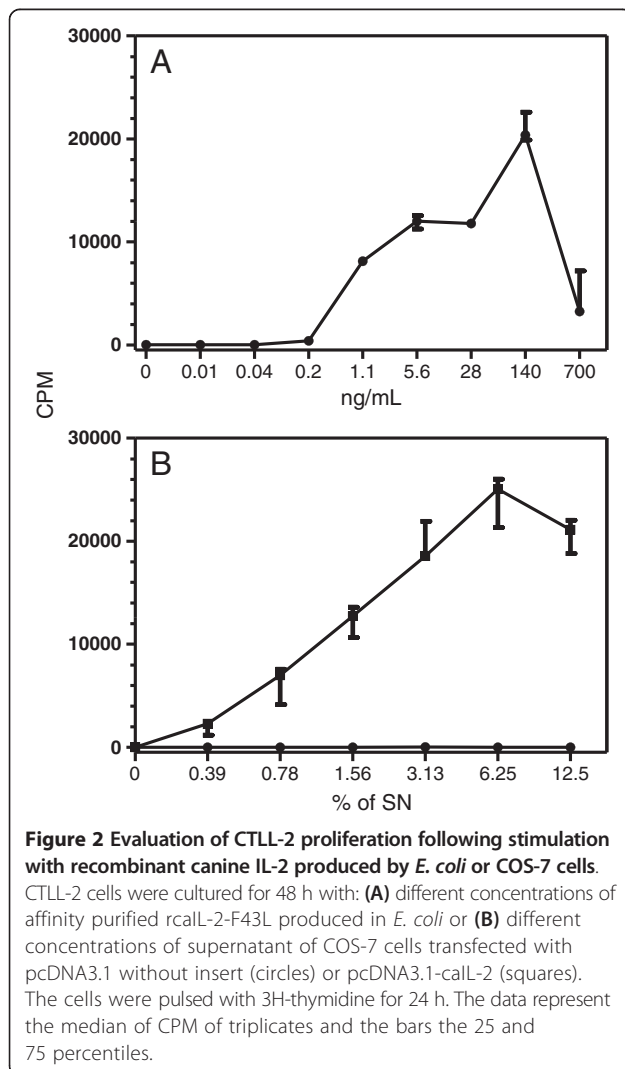 A
30000
20000
10000
0
0 0.01 0.04 0.2 1.1 5.6 28 140 700
ng/mL
CPM
B
30000
20000
10000
0
0 0.39 0.78 1.56 3.13 6.25 12.5
% of SN
Figure 2 Evaluation of CTLL-2 proliferation following stimulation
with recombinant canine IL-2 produced by E. coli or COS-7 cells.
CTLL-2 cells were cultured for 48 h with: (A) different concentrations of
affinity purified rcaIL-2-F43L produced in E. coli or (B) different
concentrations of supernatant of COS-7 cells transfected with
pcDNA3.1 without insert (circles) or pcDNA3.1-caIL-2 (squares).
The cells were pulsed with 3H-thymidine for 24 h. The data represent
the median of CPM of triplicates and the bars the 25 and
75 percentiles.